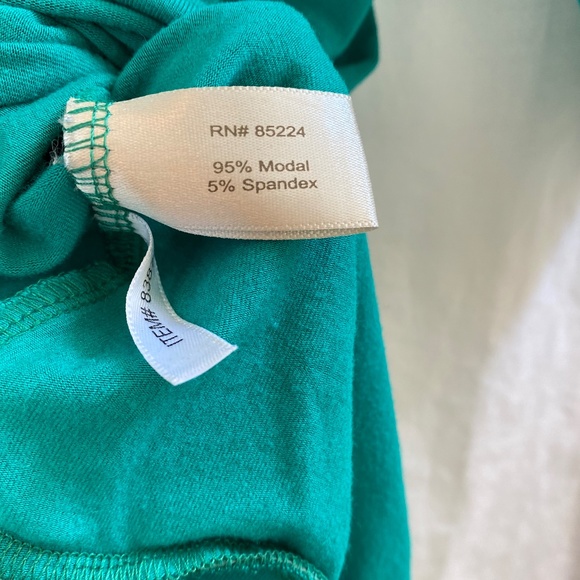 RN# 85224
95% Modal
5% Spandex
ITEM#